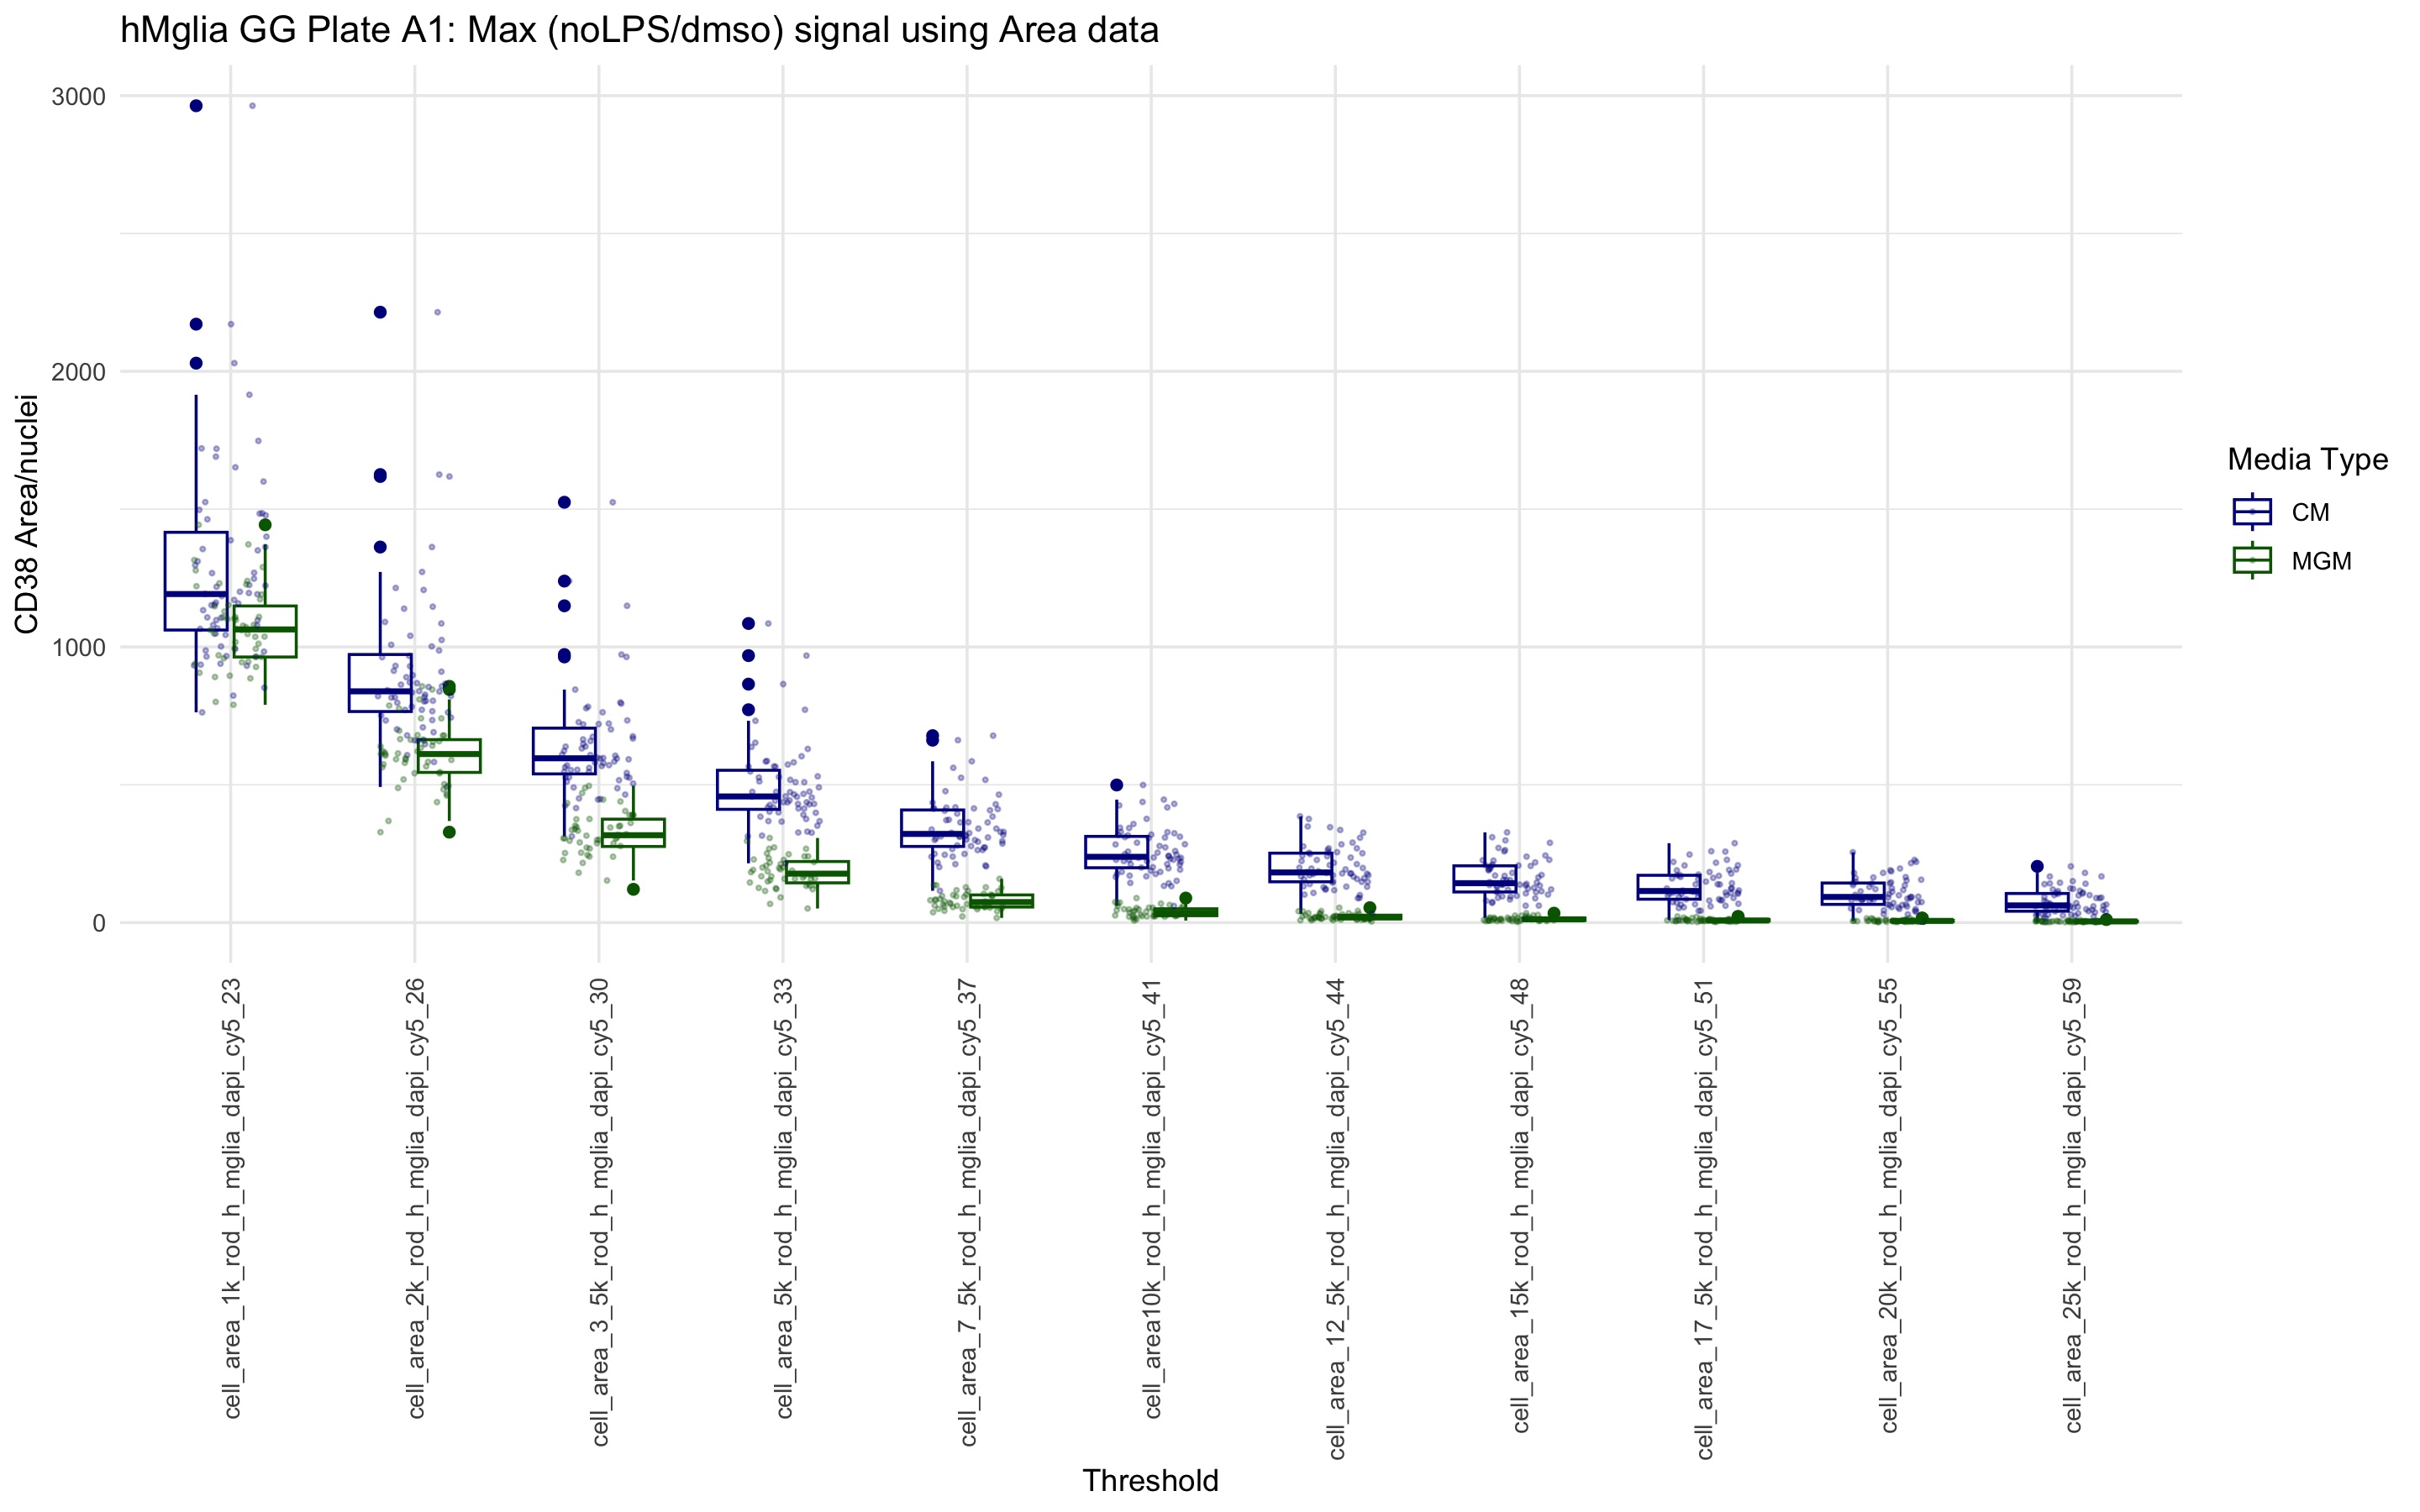 hMglia GG Plate A1: Max (noLPS/dmso) signal using Area data
CD38 Area/nuclei
3000
2000
1000
0
cell_area_1k_rod_h_mglia_dapi_cy5_23
cell_area_2k_rod_h_mglia_dapi_cy5_26
cell_area_3_5k_rod_h_mglia_dapi_cy5_30
cell_area_5k_rod_h_mglia_dapi_cy5_33
cell_area_7_5k_rod_h_mglia_dapi_cy5_37
cell_area10k_rod_h_mglia_dapi_cy5_41
cell_area_12_5k_rod_h_mglia_dapi_cy5_44
cell_area_15k_rod_h_mglia_dapi_cy5_48
cell_area_17_5k_rod_h_mglia_dapi_cy5_51
cell_area_20k_rod_h_mglia_dapi_cy5_55
cell_area_25k_rod_h_mglia_dapi_cy5_59
Threshold
Media Type
CM
MGM